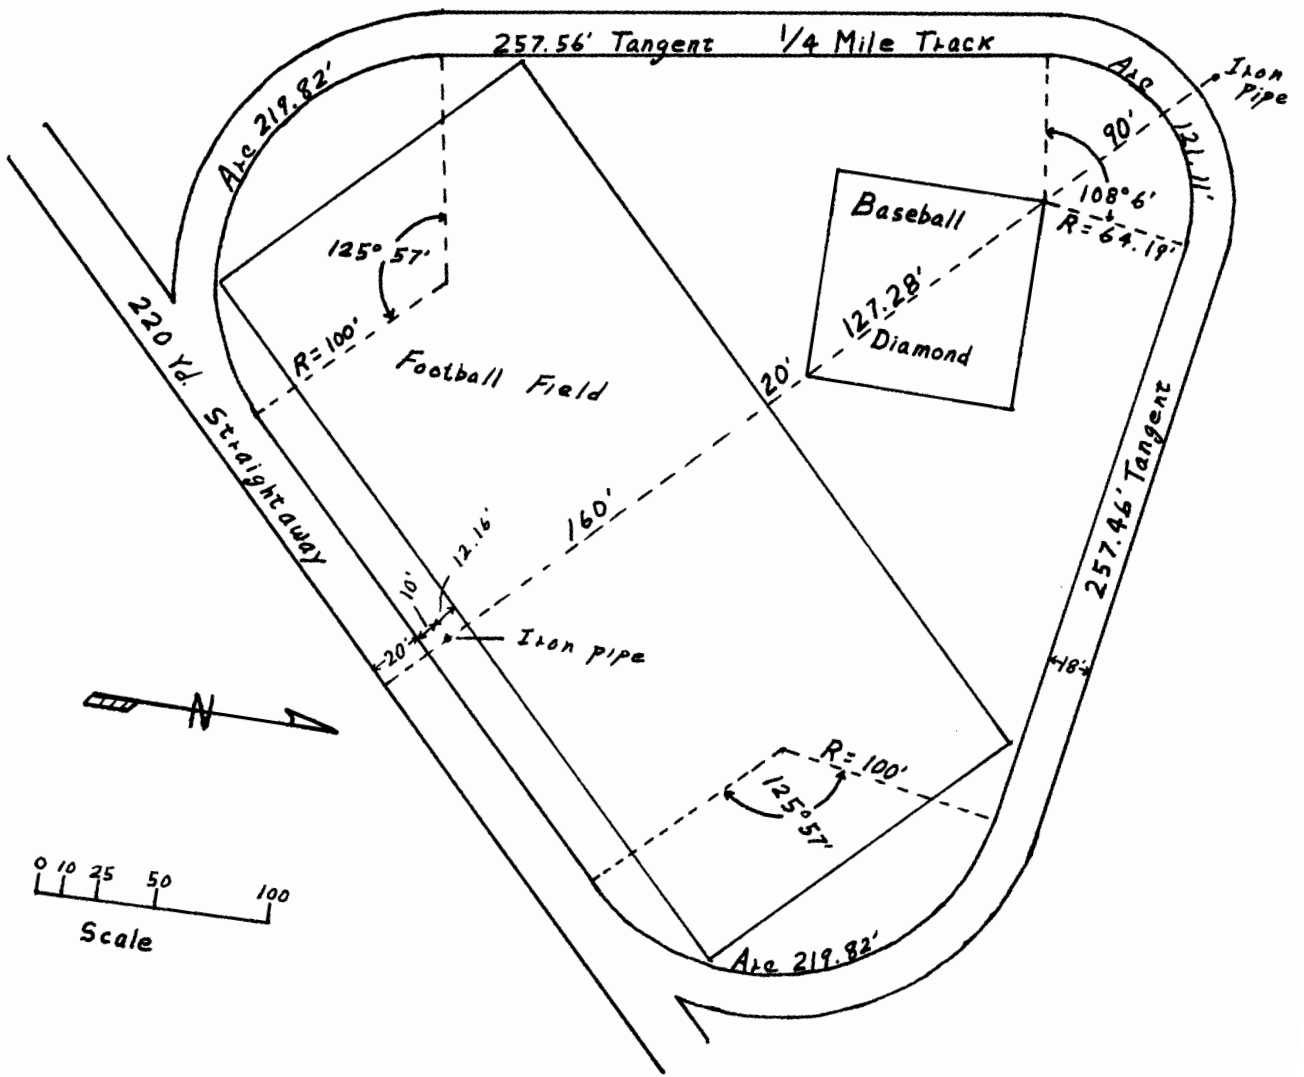 257.56' Tangent 1/4 Mile Track
Arc 219.82'
Arc 121.11'
Iron
pipe
90'
108°6'
R=64.19'
Baseball
Diamond
127.28'
125°57'
R=100'
Football Field
20'
220 Yd. Straightaway
160'
12.16'
10'
20'
Iron pipe
257.46' Tangent
18'
N
R=100'
125°57'
Arc 219.82'
0 10 25 50 100
Scale